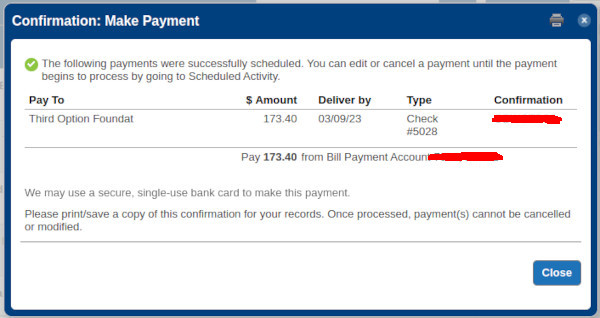 Confirmation: Make Payment
The following payments were successfully scheduled. You can edit or cancel a payment until the payment
begins to process by going to Scheduled Activity.
Pay To $ Amount Deliver by Type Confirmation
Third Option Foundat 173.40 03/09/23 Check
#5028
Pay 173.40 from Bill Payment Account
We may use a secure, single-use bank card to make this payment.
Please print/save a copy of this confirmation for your records. Once processed, payment(s) cannot be cancelled
or modified.
Close